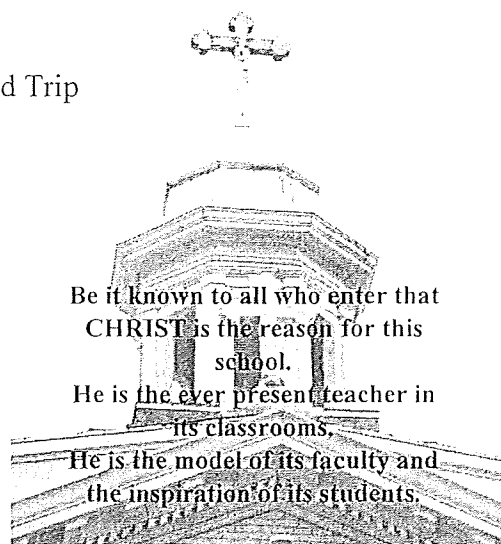 d Trip
Be it known to all who enter that
CHRIST is the reason for this
school.
He is the ever present teacher in
its classrooms.
He is the model of its faculty and
the inspiration of its students.